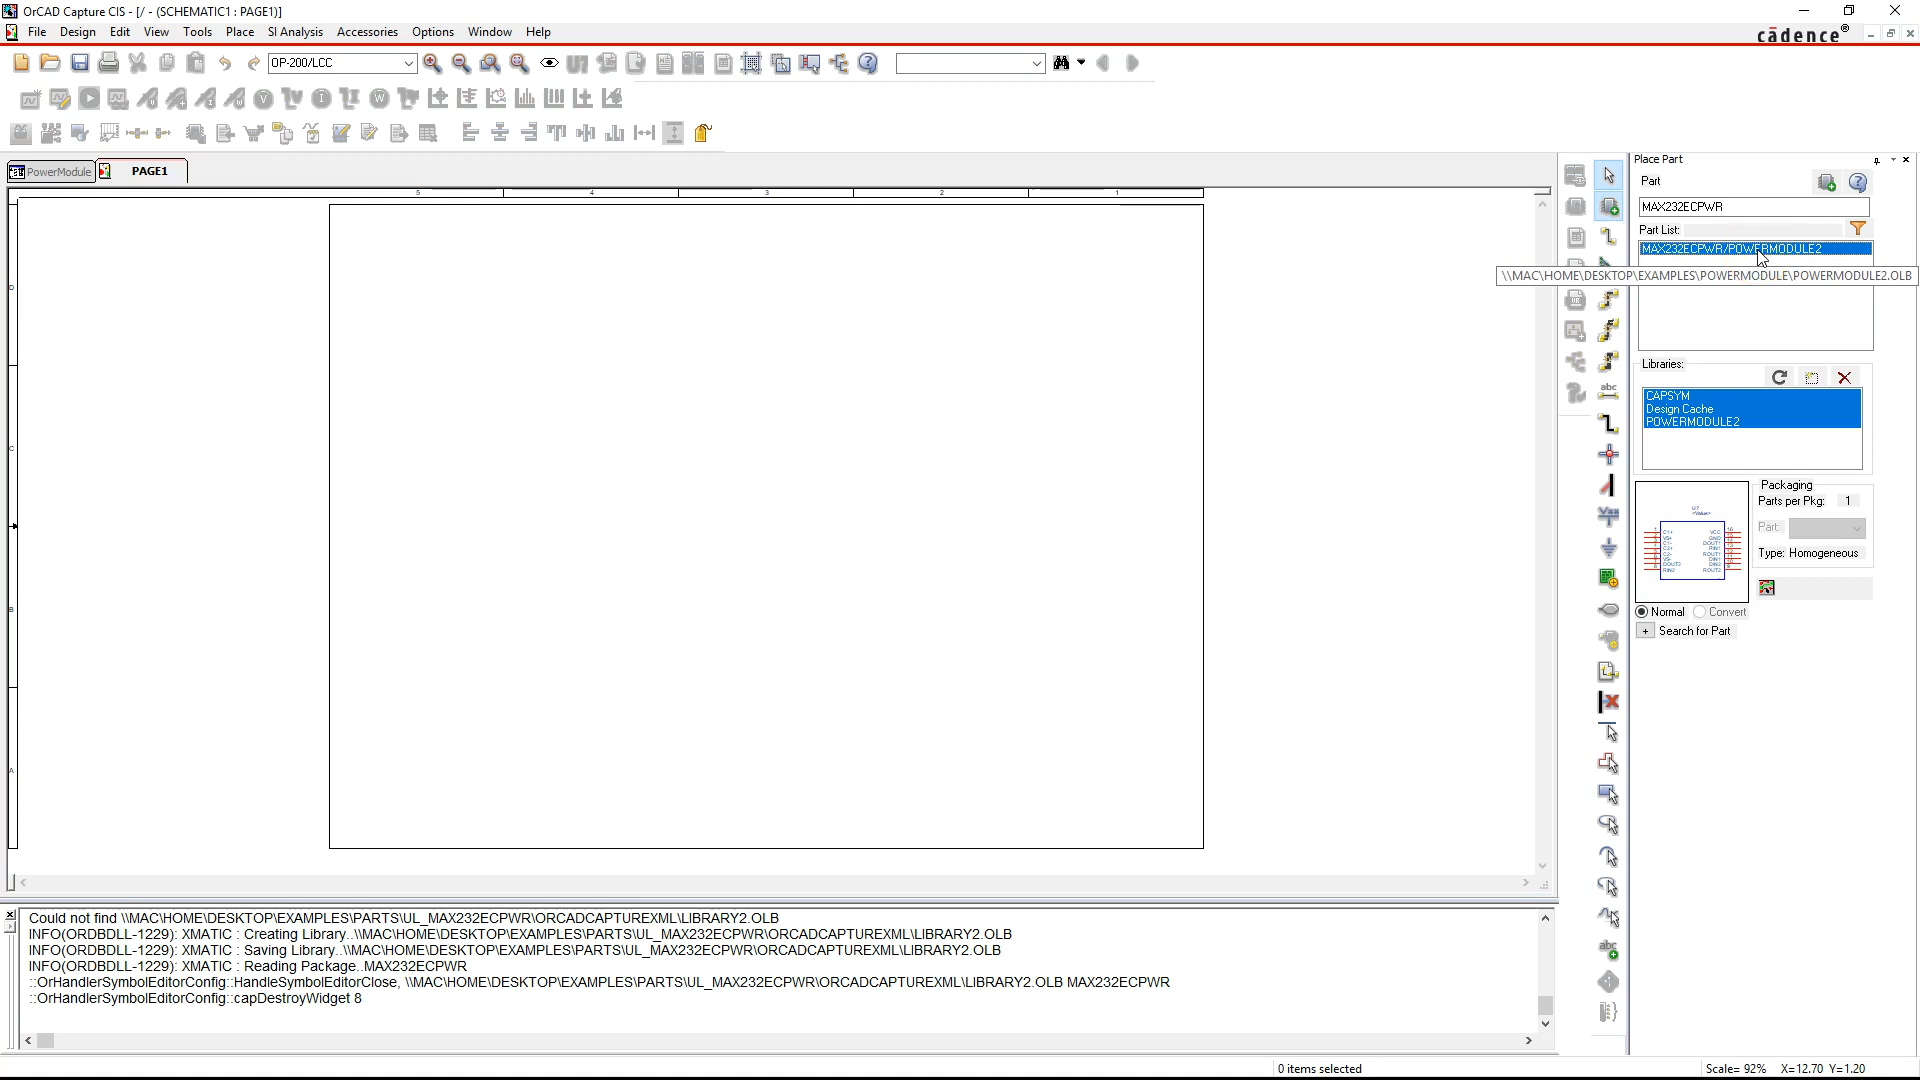 OrCAD Capture CIS - [/ - (SCHEMATIC1 : PAGE1)]
File Design Edit View Tools Place SI Analysis Accessories Options Window Help
cādence®
OP-200/LCC
PowerModule
PAGE1
5 4 3 2 1
D
C
B
A
Place Part
Part
MAX232ECPWR
Part List:
MAX232ECPWR/POWERMODULE2
\\MAC\HOME\DESKTOP\EXAMPLES\POWERMODULE\POWERMODULE2.OLB
Libraries:
CAPSYM
Design Cache
POWERMODULE2
Packaging
Parts per Pkg: 1
Part:
Type: Homogeneous
U?
<Value>
Normal Convert
+ Search for Part
Could not find \\MAC\HOME\DESKTOP\EXAMPLES\PARTS\UL_MAX232ECPWR\ORCADCAPTUREXML\LIBRARY2.OLB
INFO(ORDBDLL-1229): XMATIC : Creating Library..\\MAC\HOME\DESKTOP\EXAMPLES\PARTS\UL_MAX232ECPWR\ORCADCAPTUREXML\LIBRARY2.OLB
INFO(ORDBDLL-1229): XMATIC : Saving Library..\\MAC\HOME\DESKTOP\EXAMPLES\PARTS\UL_MAX232ECPWR\ORCADCAPTUREXML\LIBRARY2.OLB
INFO(ORDBDLL-1229): XMATIC : Reading Package..MAX232ECPWR
::OrHandlerSymbolEditorConfig::HandleSymbolEditorClose, \\MAC\HOME\DESKTOP\EXAMPLES\PARTS\UL_MAX232ECPWR\ORCADCAPTUREXML\LIBRARY2.OLB MAX232ECPWR
::OrHandlerSymbolEditorConfig::capDestroyWidget 8
0 items selected
Scale= 92% X=12.70 Y=1.20